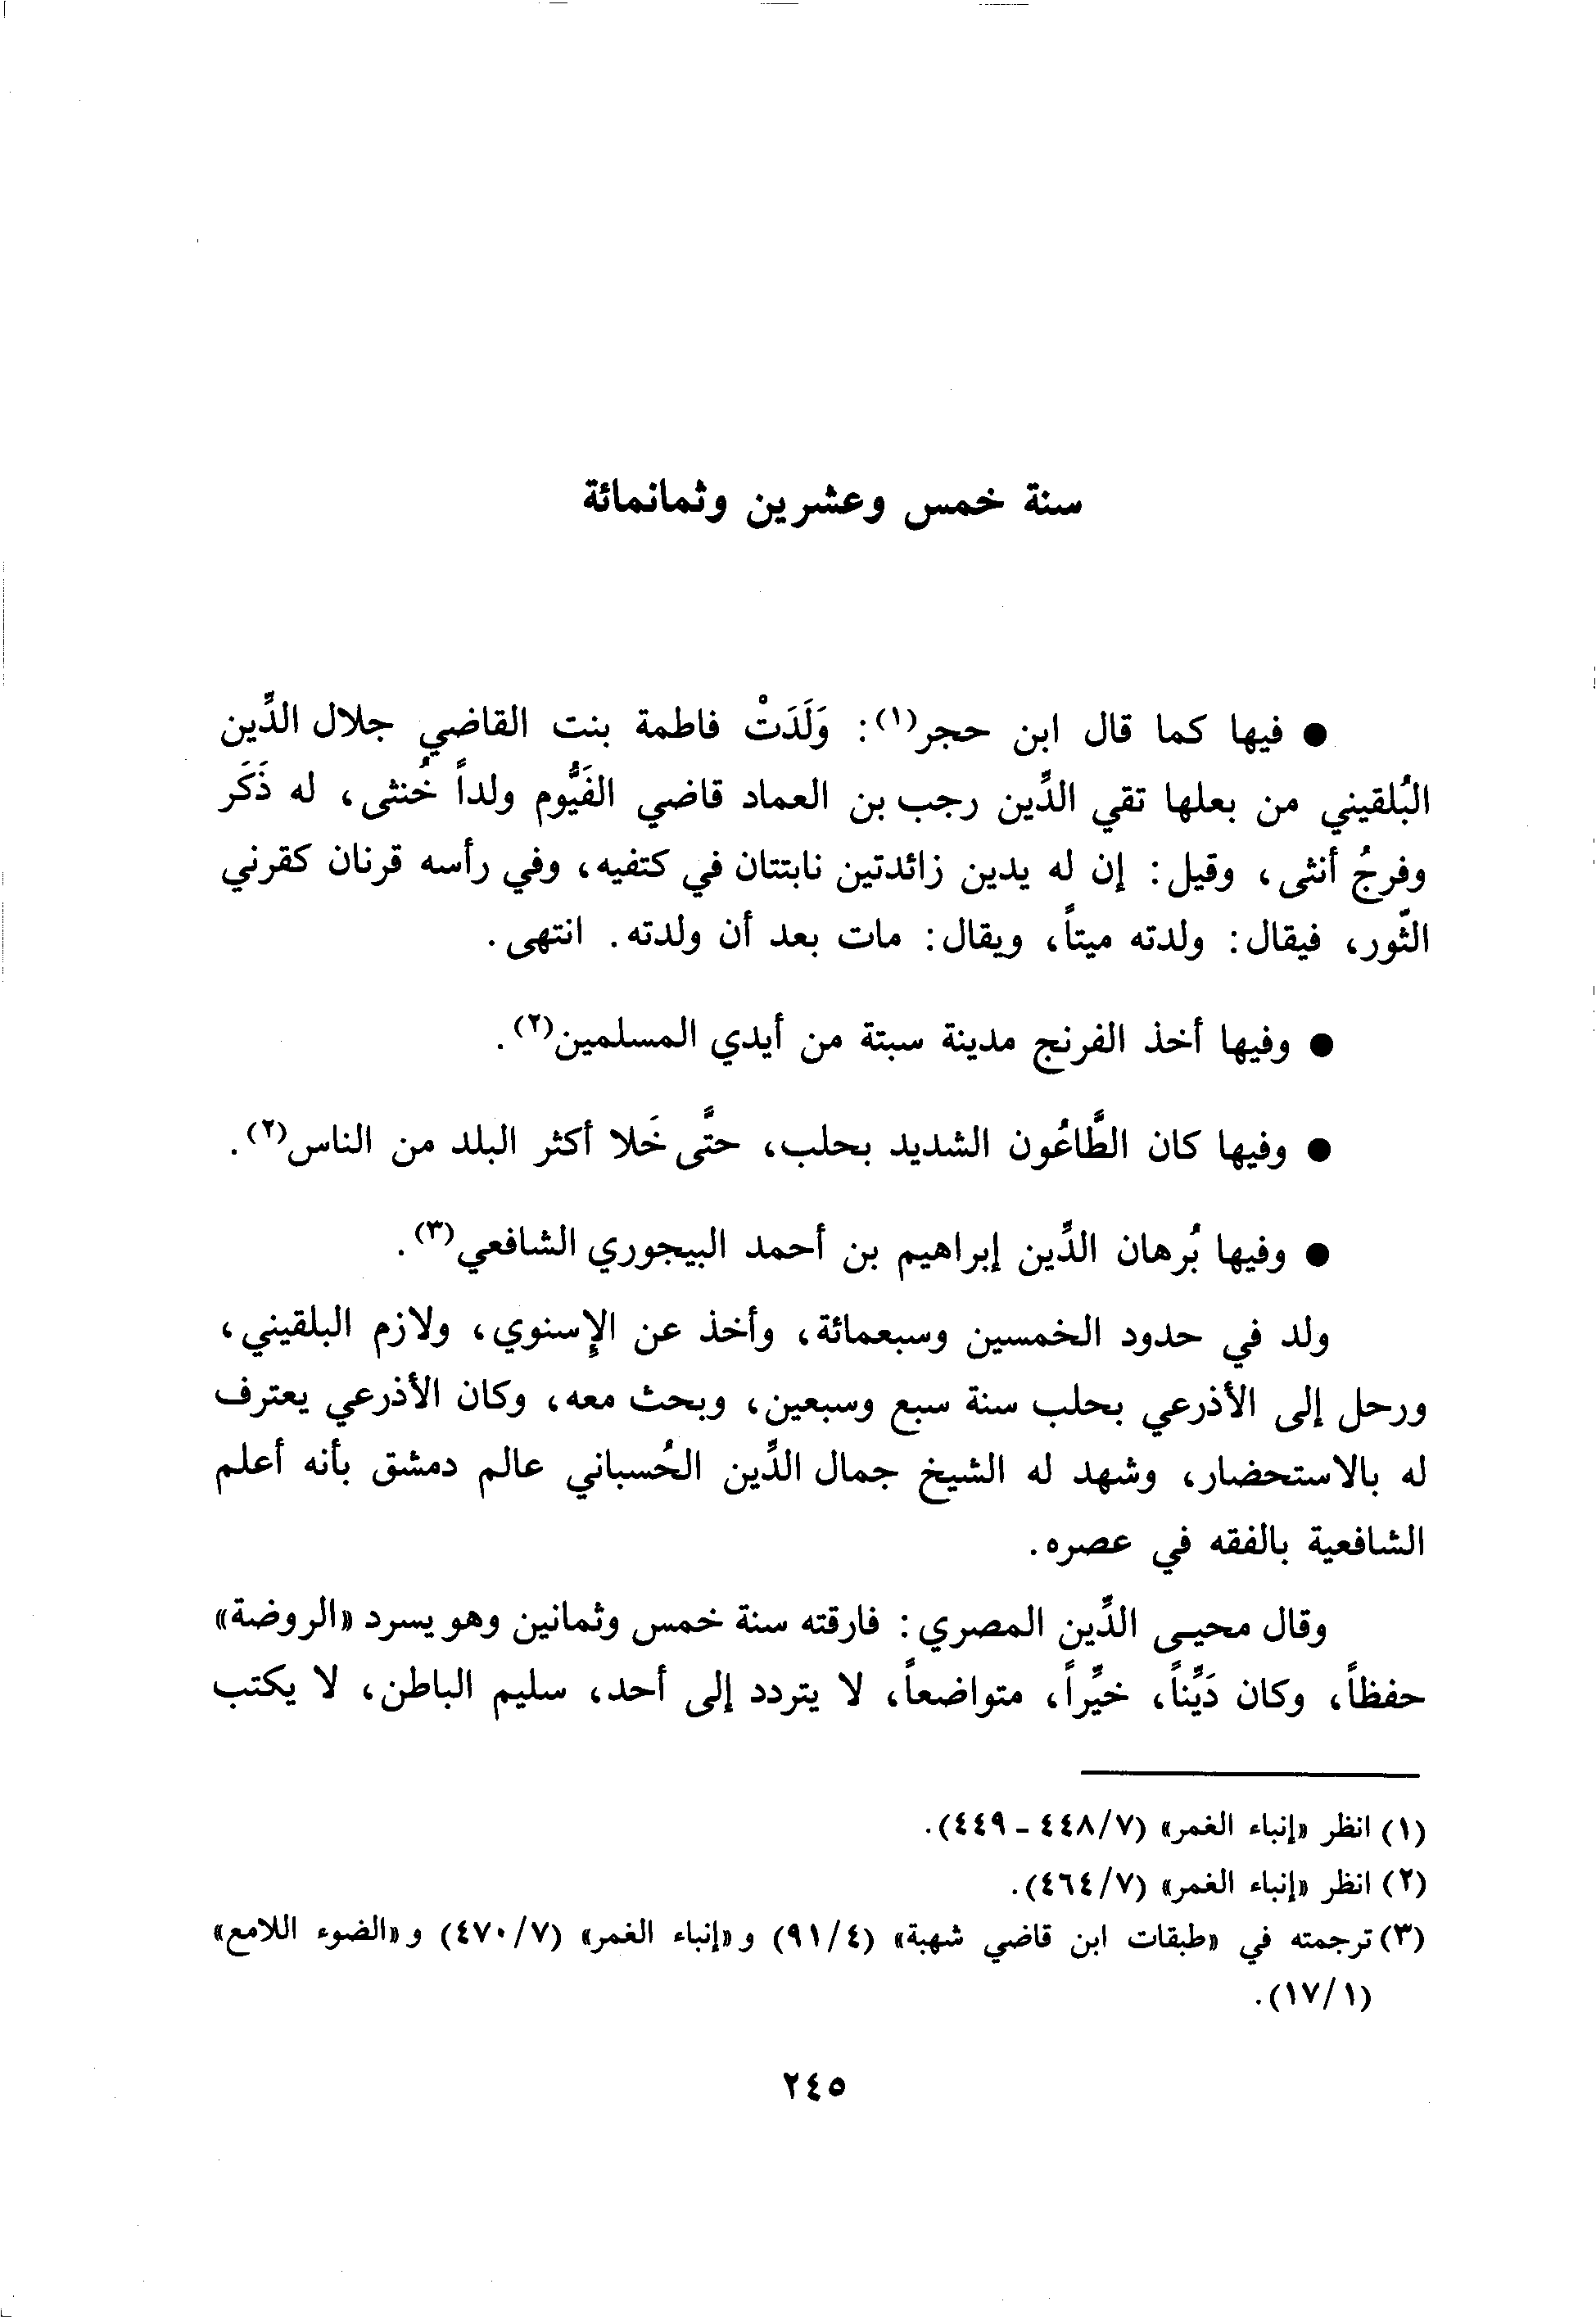 سنة خمس وعشرين وثمانمائة
● فيها كما قال ابن حجر(١): وَلَدَتْ فاطمة بنت القاضي جلال الدِّين
البُلقيني من بعلها تقي الدِّين رجب بن العماد قاضي الفَيُّوم ولداً خُنثى، له ذَكَر
وفرجُ أنثى، وقيل: إن له يدين زائدتين نابتتان في كتفيه، وفي رأسه قرنان كقرني
الثَّور، فيقال: ولدته ميتاً، ويقال: مات بعد أن ولدته. انتهى.
● وفيها أخذ الفرنج مدينة سبتة من أيدي المسلمين(٢).
● وفيها كان الطَّاعُون الشديد بحلب، حتَّى خَلا أكثر البلد من الناس(٢).
● وفيها بُرهان الدِّين إبراهيم بن أحمد البيجوري الشافعي(٣).
ولد في حدود الخمسين وسبعمائة، وأخذ عن الإِسنوي، ولازم البلقيني،
ورحل إلى الأذرعي بحلب سنة سبع وسبعين، وبحث معه، وكان الأذرعي يعترف
له بالاستحضار، وشهد له الشيخ جمال الدِّين الحُسباني عالم دمشق بأنه أعلم
الشافعية بالفقه في عصره.
وقال محيـي الدِّين المصري: فارقته سنة خمس وثمانين وهو يسرد «الروضة»
حفظاً، وكان دَيِّناً، خيِّراً، متواضعاً، لا يتردد إلى أحد، سليم الباطن، لا يكتب
(١) انظر «إنباء الغمر» (٧/ ٤٤٨ - ٤٤٩).
(٢) انظر «إنباء الغمر» (٧/ ٤٦٤).
(٣) ترجمته في «طبقات ابن قاضي شهبة» (٤/ ٩١) و«إنباء الغمر» (٧/ ٤٧٠) و«الضوء اللامع»
(١/ ١٧).
٢٤٥